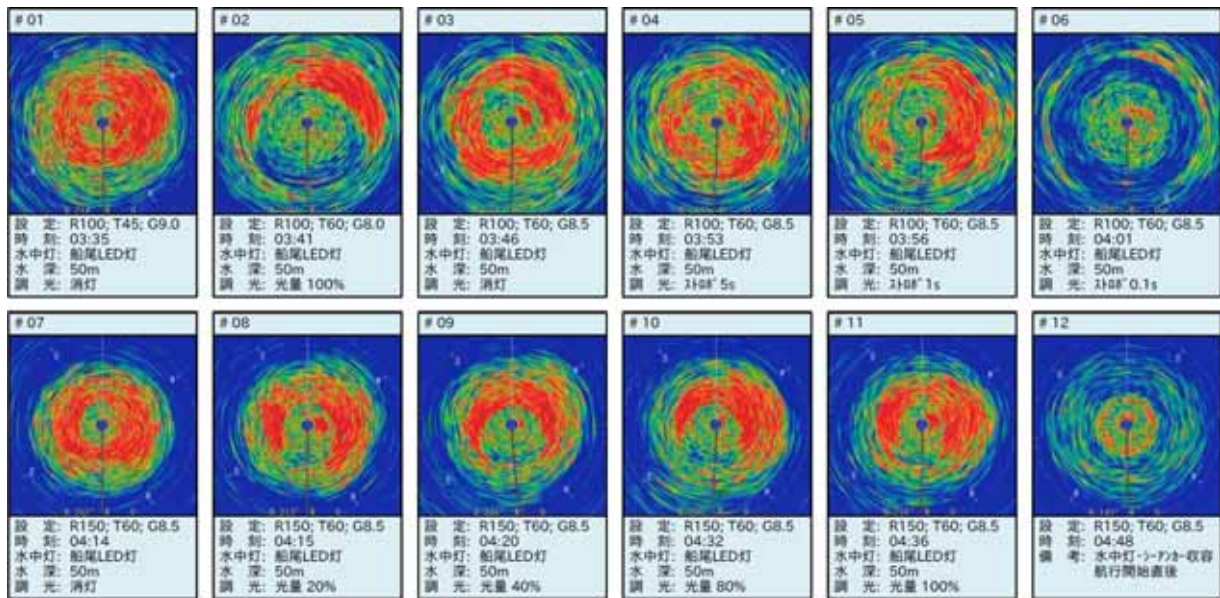 # 01
設 定: R100; T45; G9.0
時 刻: 03:35
水中灯: 船尾LED灯
水 深: 50m
調 光: 消灯
# 02
設 定: R100; T60; G8.0
時 刻: 03:41
水中灯: 船尾LED灯
水 深: 50m
調 光: 光量 100%
# 03
設 定: R100; T60; G8.5
時 刻: 03:46
水中灯: 船尾LED灯
水 深: 50m
調 光: 消灯
# 04
設 定: R100; T60; G8.5
時 刻: 03:53
水中灯: 船尾LED灯
水 深: 50m
調 光: ｽﾄﾛﾎﾞ 5s
# 05
設 定: R100; T60; G8.5
時 刻: 03:56
水中灯: 船尾LED灯
水 深: 50m
調 光: ｽﾄﾛﾎﾞ 1s
# 06
設 定: R100; T60; G8.5
時 刻: 04:01
水中灯: 船尾LED灯
水 深: 50m
調 光: ｽﾄﾛﾎﾞ 0.1s
# 07
設 定: R150; T60; G8.5
時 刻: 04:14
水中灯: 船尾LED灯
水 深: 50m
調 光: 消灯
# 08
設 定: R150; T60; G8.5
時 刻: 04:15
水中灯: 船尾LED灯
水 深: 50m
調 光: 光量 20%
# 09
設 定: R150; T60; G8.5
時 刻: 04:20
水中灯: 船尾LED灯
水 深: 50m
調 光: 光量 40%
# 10
設 定: R150; T60; G8.5
時 刻: 04:32
水中灯: 船尾LED灯
水 深: 50m
調 光: 光量 80%
# 11
設 定: R150; T60; G8.5
時 刻: 04:36
水中灯: 船尾LED灯
水 深: 50m
調 光: 光量 100%
# 12
設 定: R150; T60; G8.5
時 刻: 04:48
備 考: 水中灯･ｼｰｱﾝｶｰ収容
航行開始直後